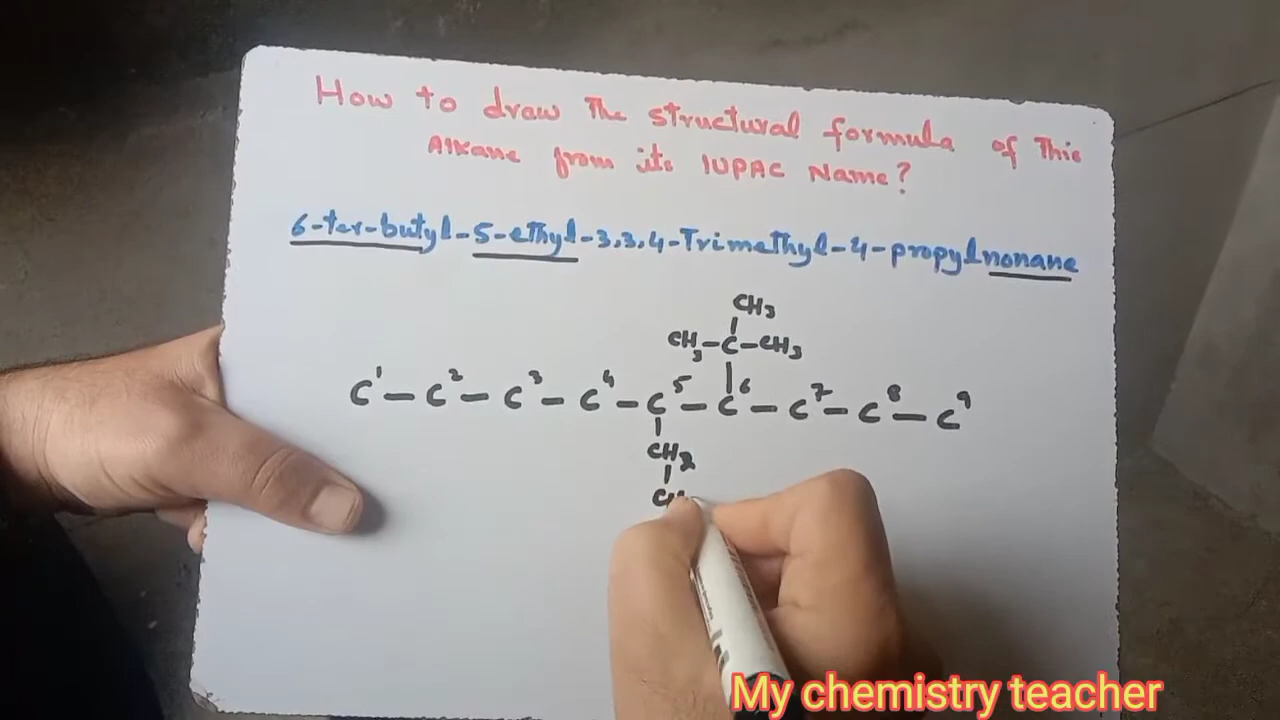 How to draw The structural formula of This
Alkane from its IUPAC Name?
6-ter-butyl-5-ethyl-3,3,4-Trimethyl-4-propylnonane
CH3
CH3-C-CH3
C1-C2-C3-C4-C5-C6-C7-C8-C9
CH2
My chemistry teacher